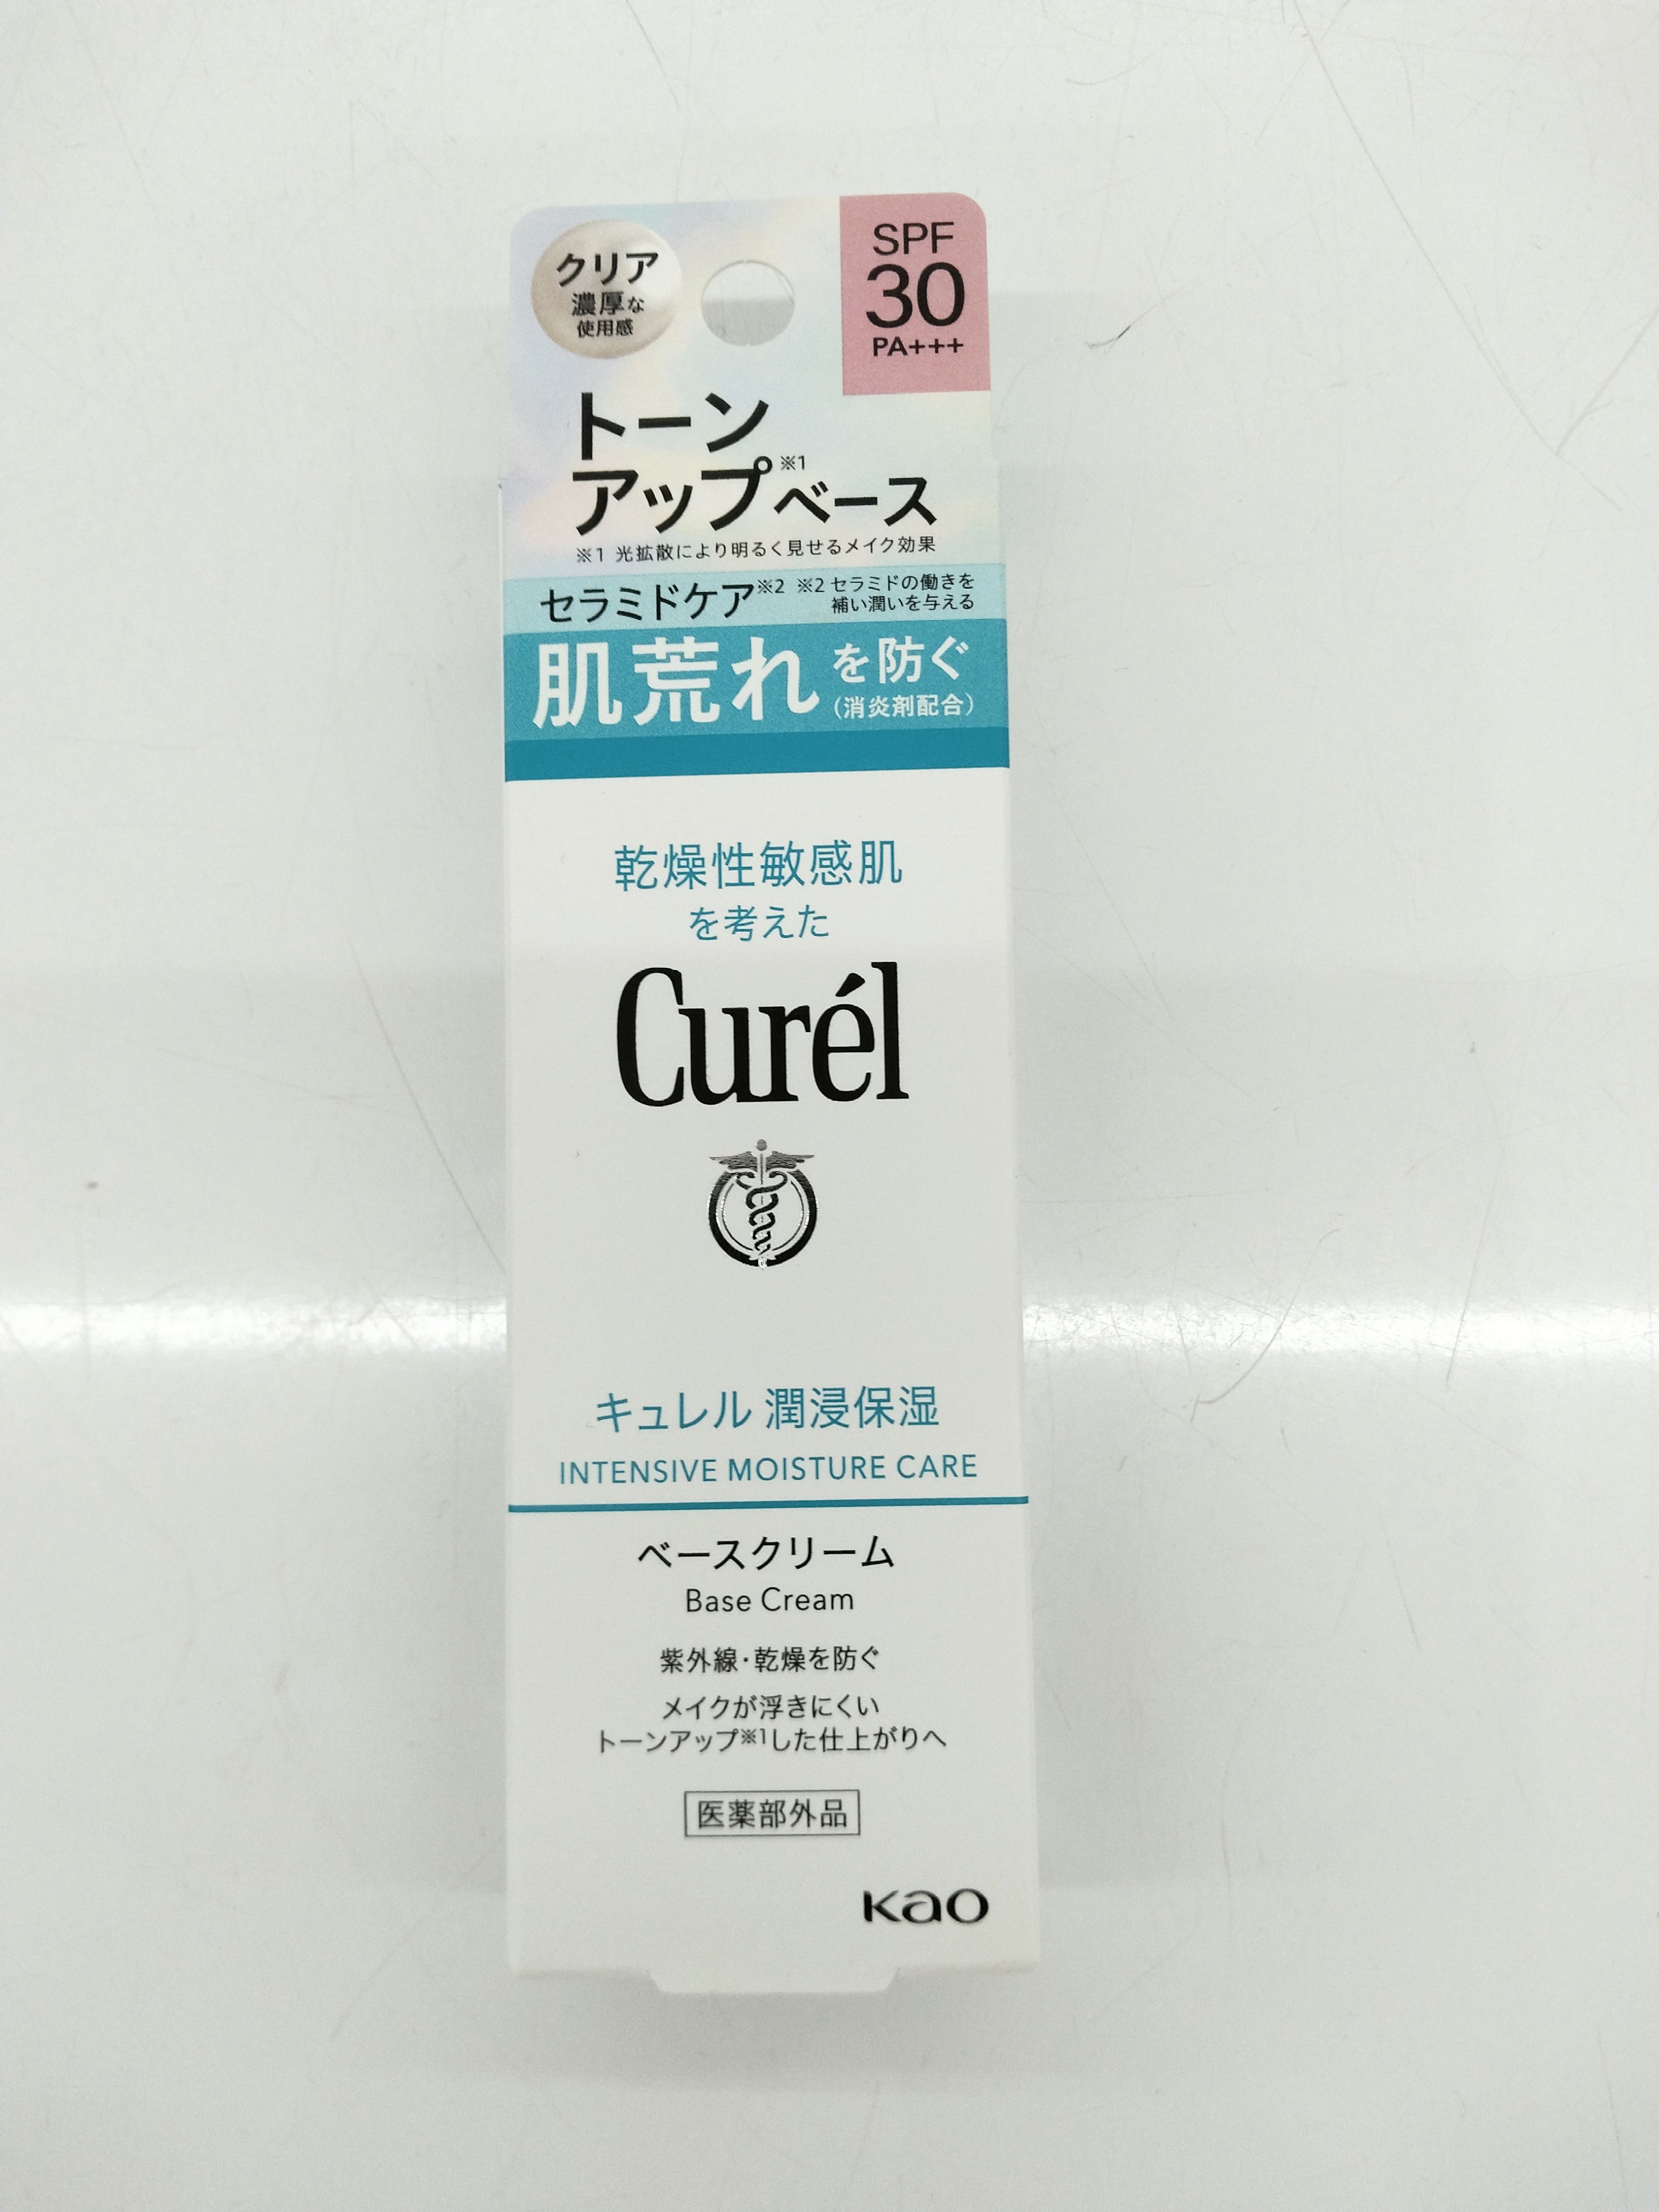 クリア
濃厚な
使用感
SPF
30
PA+++
トーン
アップ※1ベース
※1 光拡散により明るく見せるメイク効果
セラミドケア※2 ※2 セラミドの働きを
補い潤いを与える
肌荒れを防ぐ
(消炎剤配合)
乾燥性敏感肌
を考えた
Curél
キュレル 潤浸保湿
INTENSIVE MOISTURE CARE
ベースクリーム
Base Cream
紫外線・乾燥を防ぐ
メイクが浮きにくい
トーンアップ※1した仕上がりへ
医薬部外品
Kao